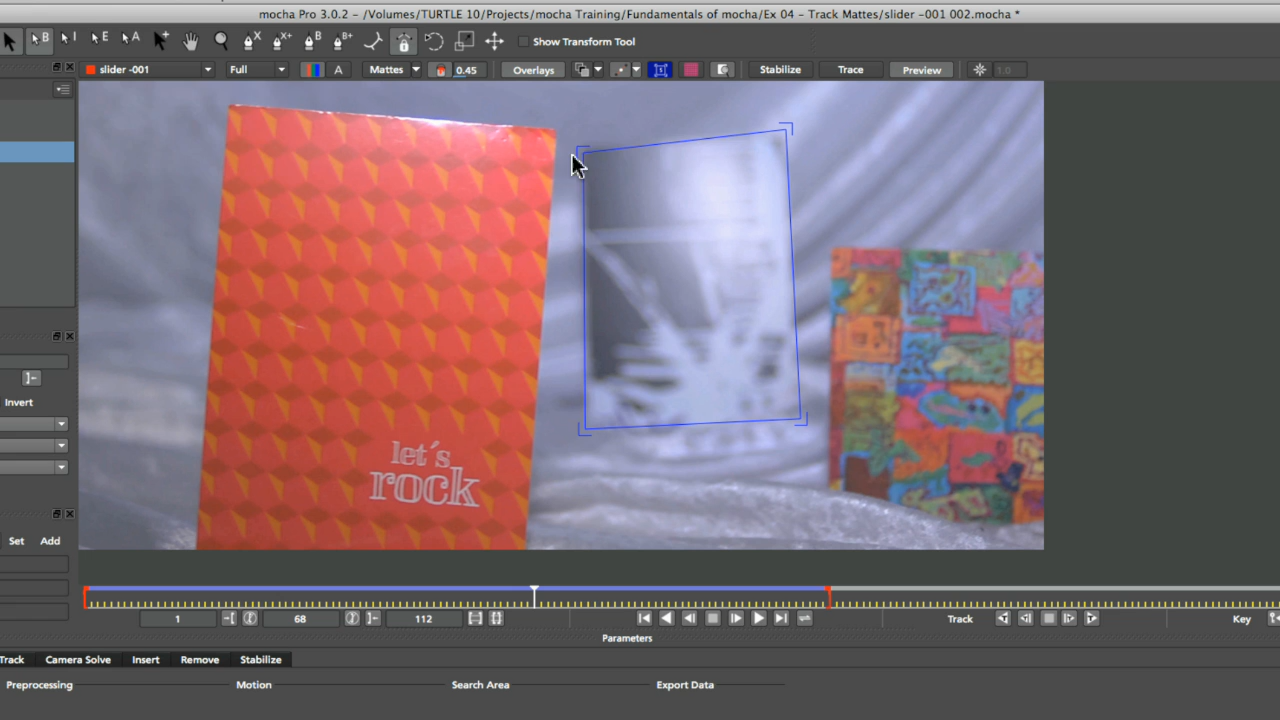 mocha Pro 3.0.2 - /Volumes/TURTLE 10/Projects/mocha Training/Fundamentals of mocha/Ex 04 - Track Mattes/slider -001 002.mocha *
B I E A X X+ B B+ Show Transform Tool
slider -001 Full A Mattes 0.45 Overlays Stabilize Trace Preview 1.0
let's
rock
Invert
Set Add
1 68 112 Track Key
Parameters
Track Camera Solve Insert Remove Stabilize
Preprocessing Motion Search Area Export Data